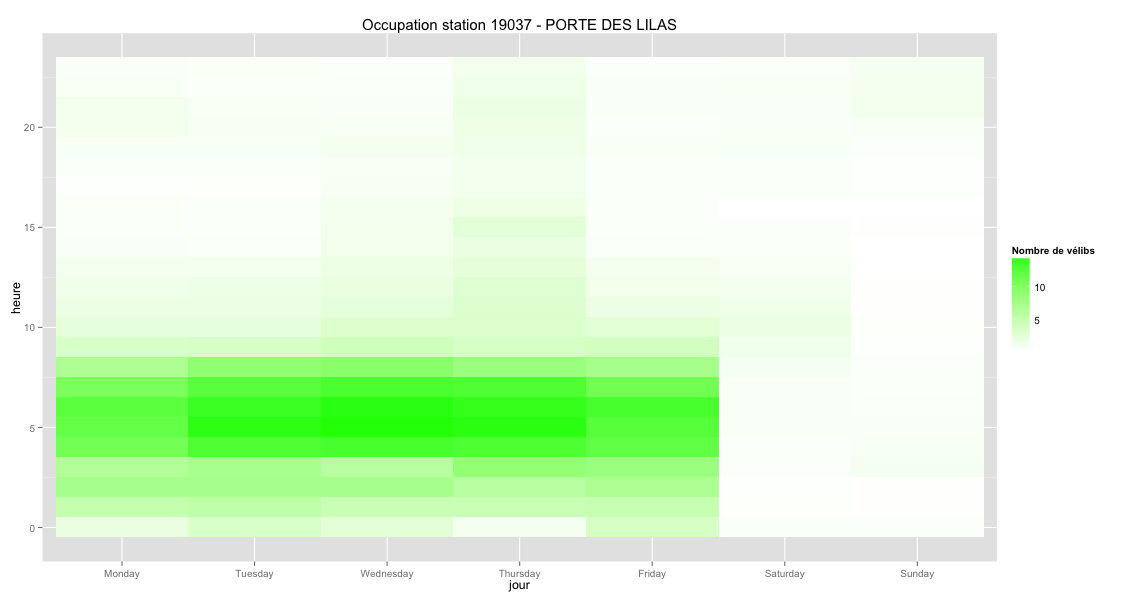 Occupation station 19037 - PORTE DES LILAS
heure
20
15
10
5
0
Monday Tuesday Wednesday Thursday Friday Saturday Sunday
jour
Nombre de vélibs
10
5